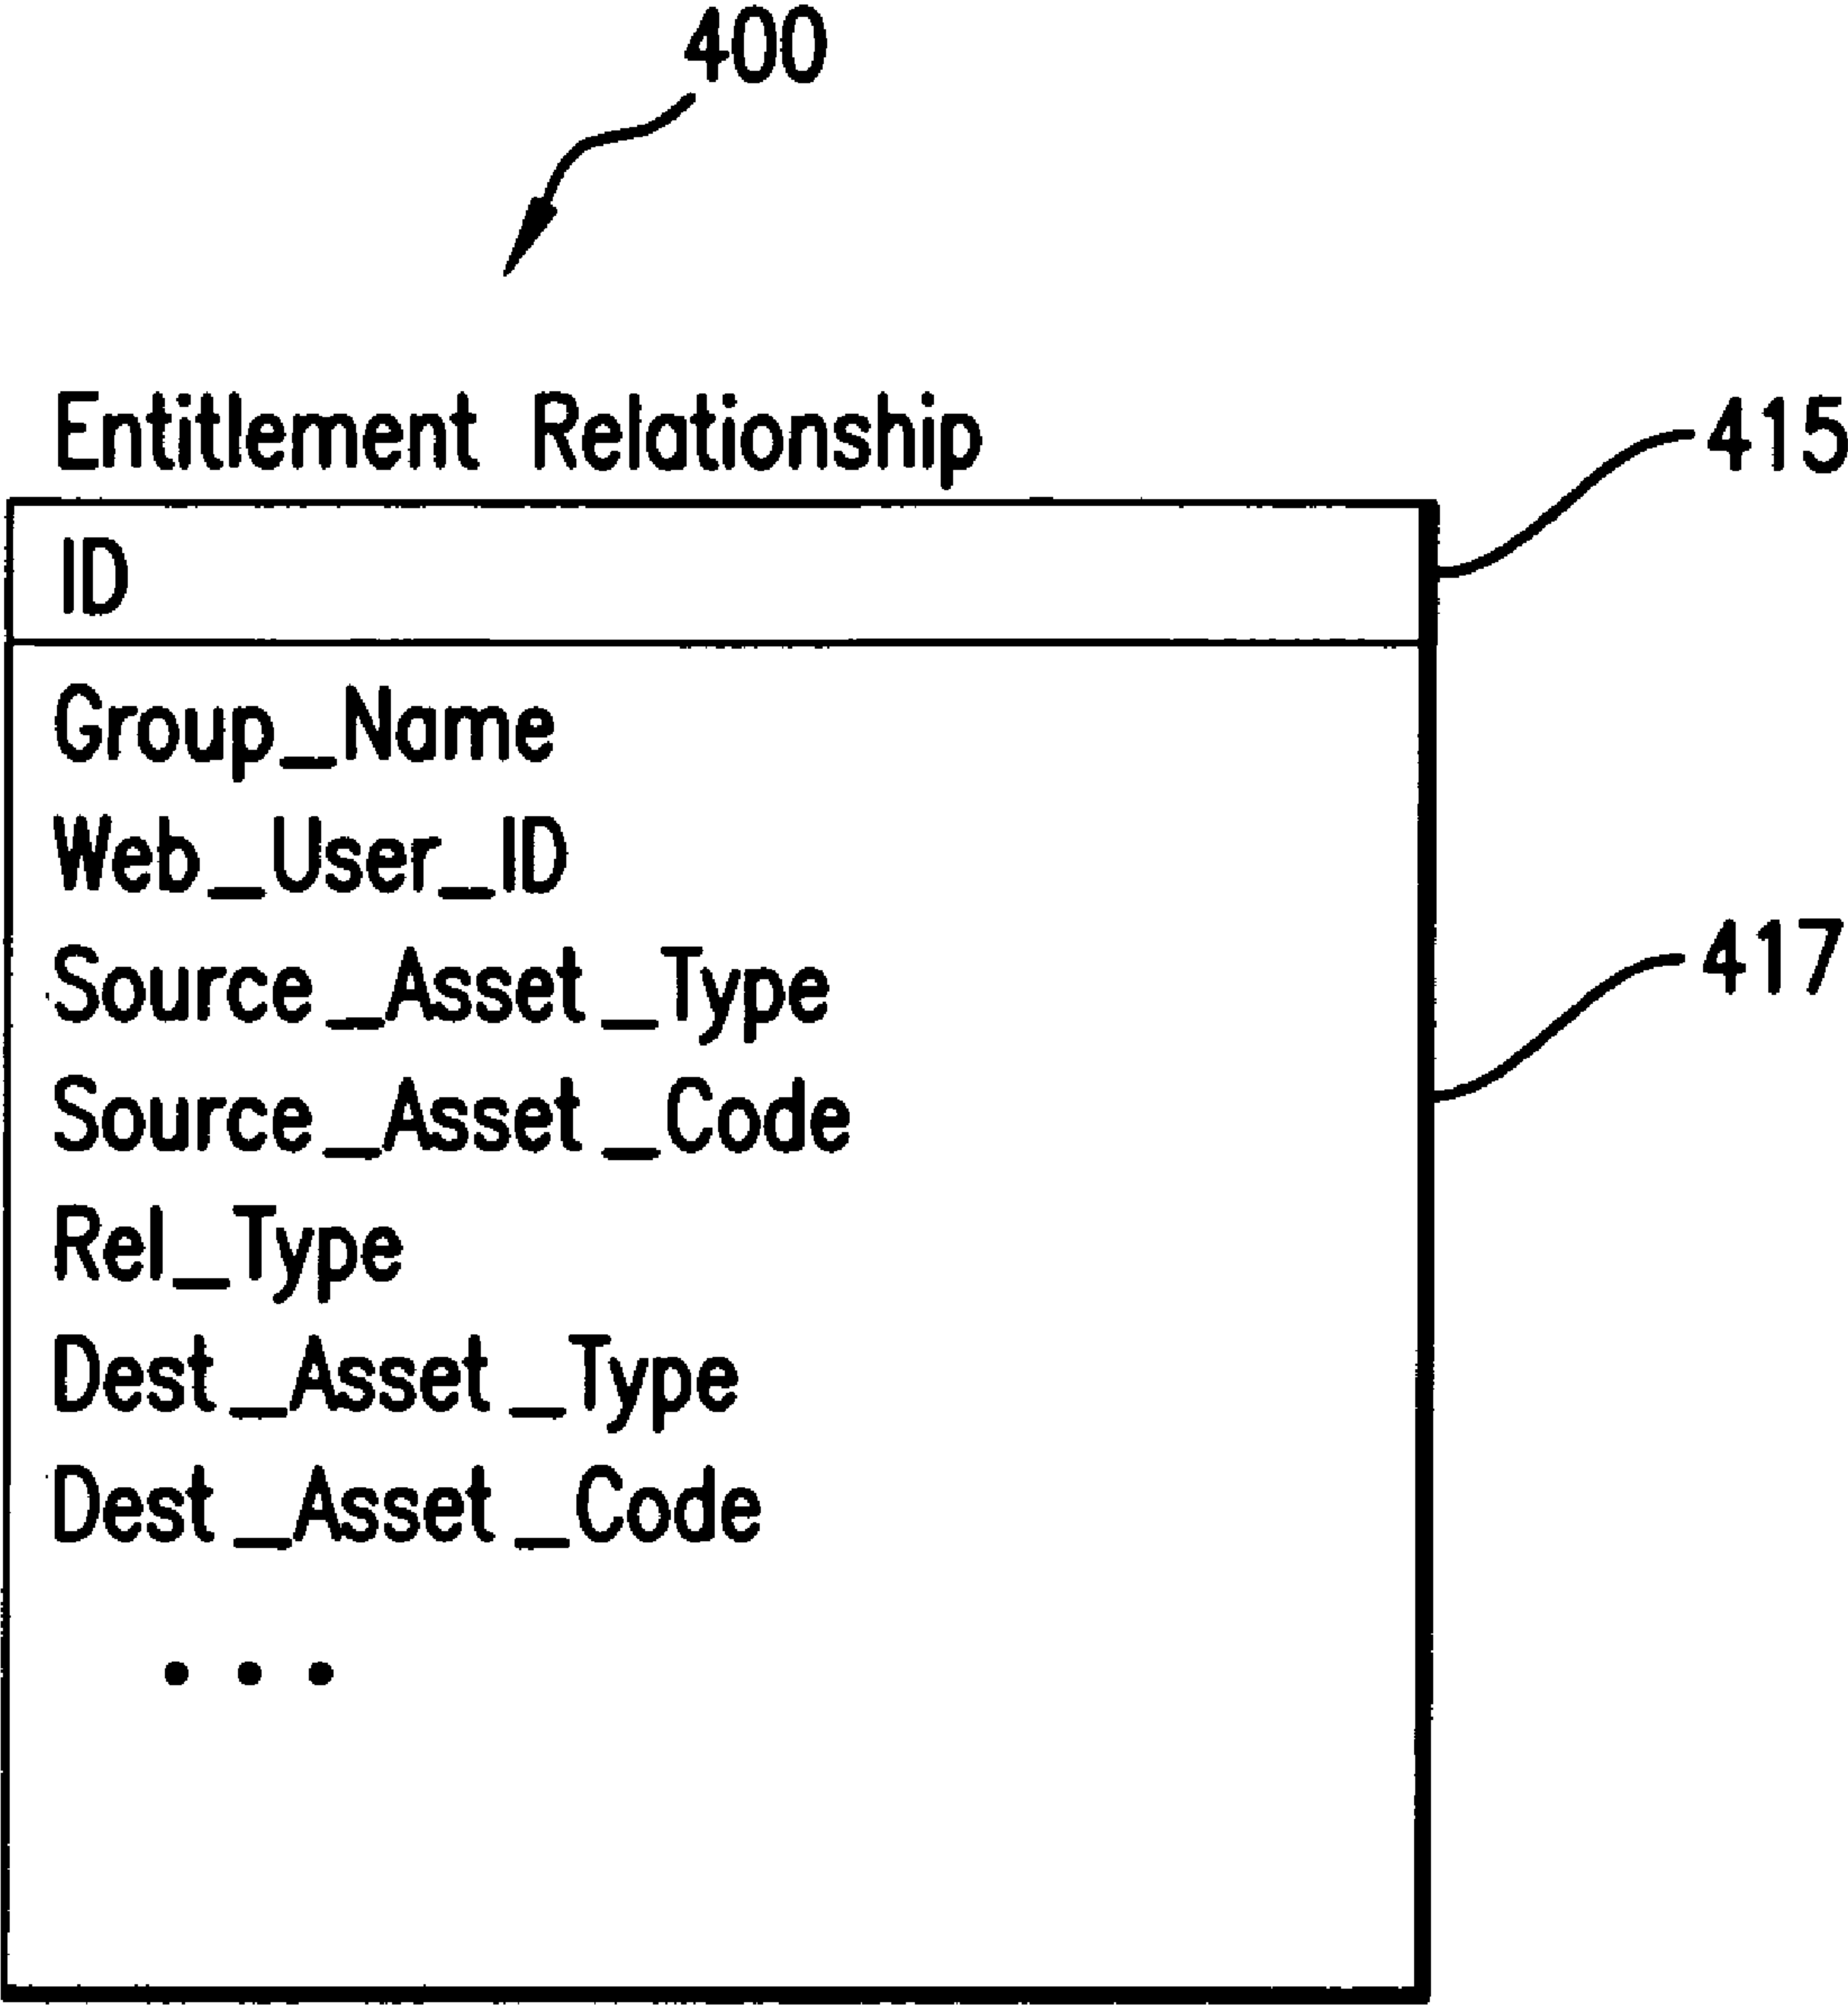 400
Entitlement Relationship
415
ID
Group_Name
Web_User_ID
Source_Asset_Type
417
Source_Asset_Code
Rel_Type
Dest_Asset_Type
Dest_Asset_Code
...